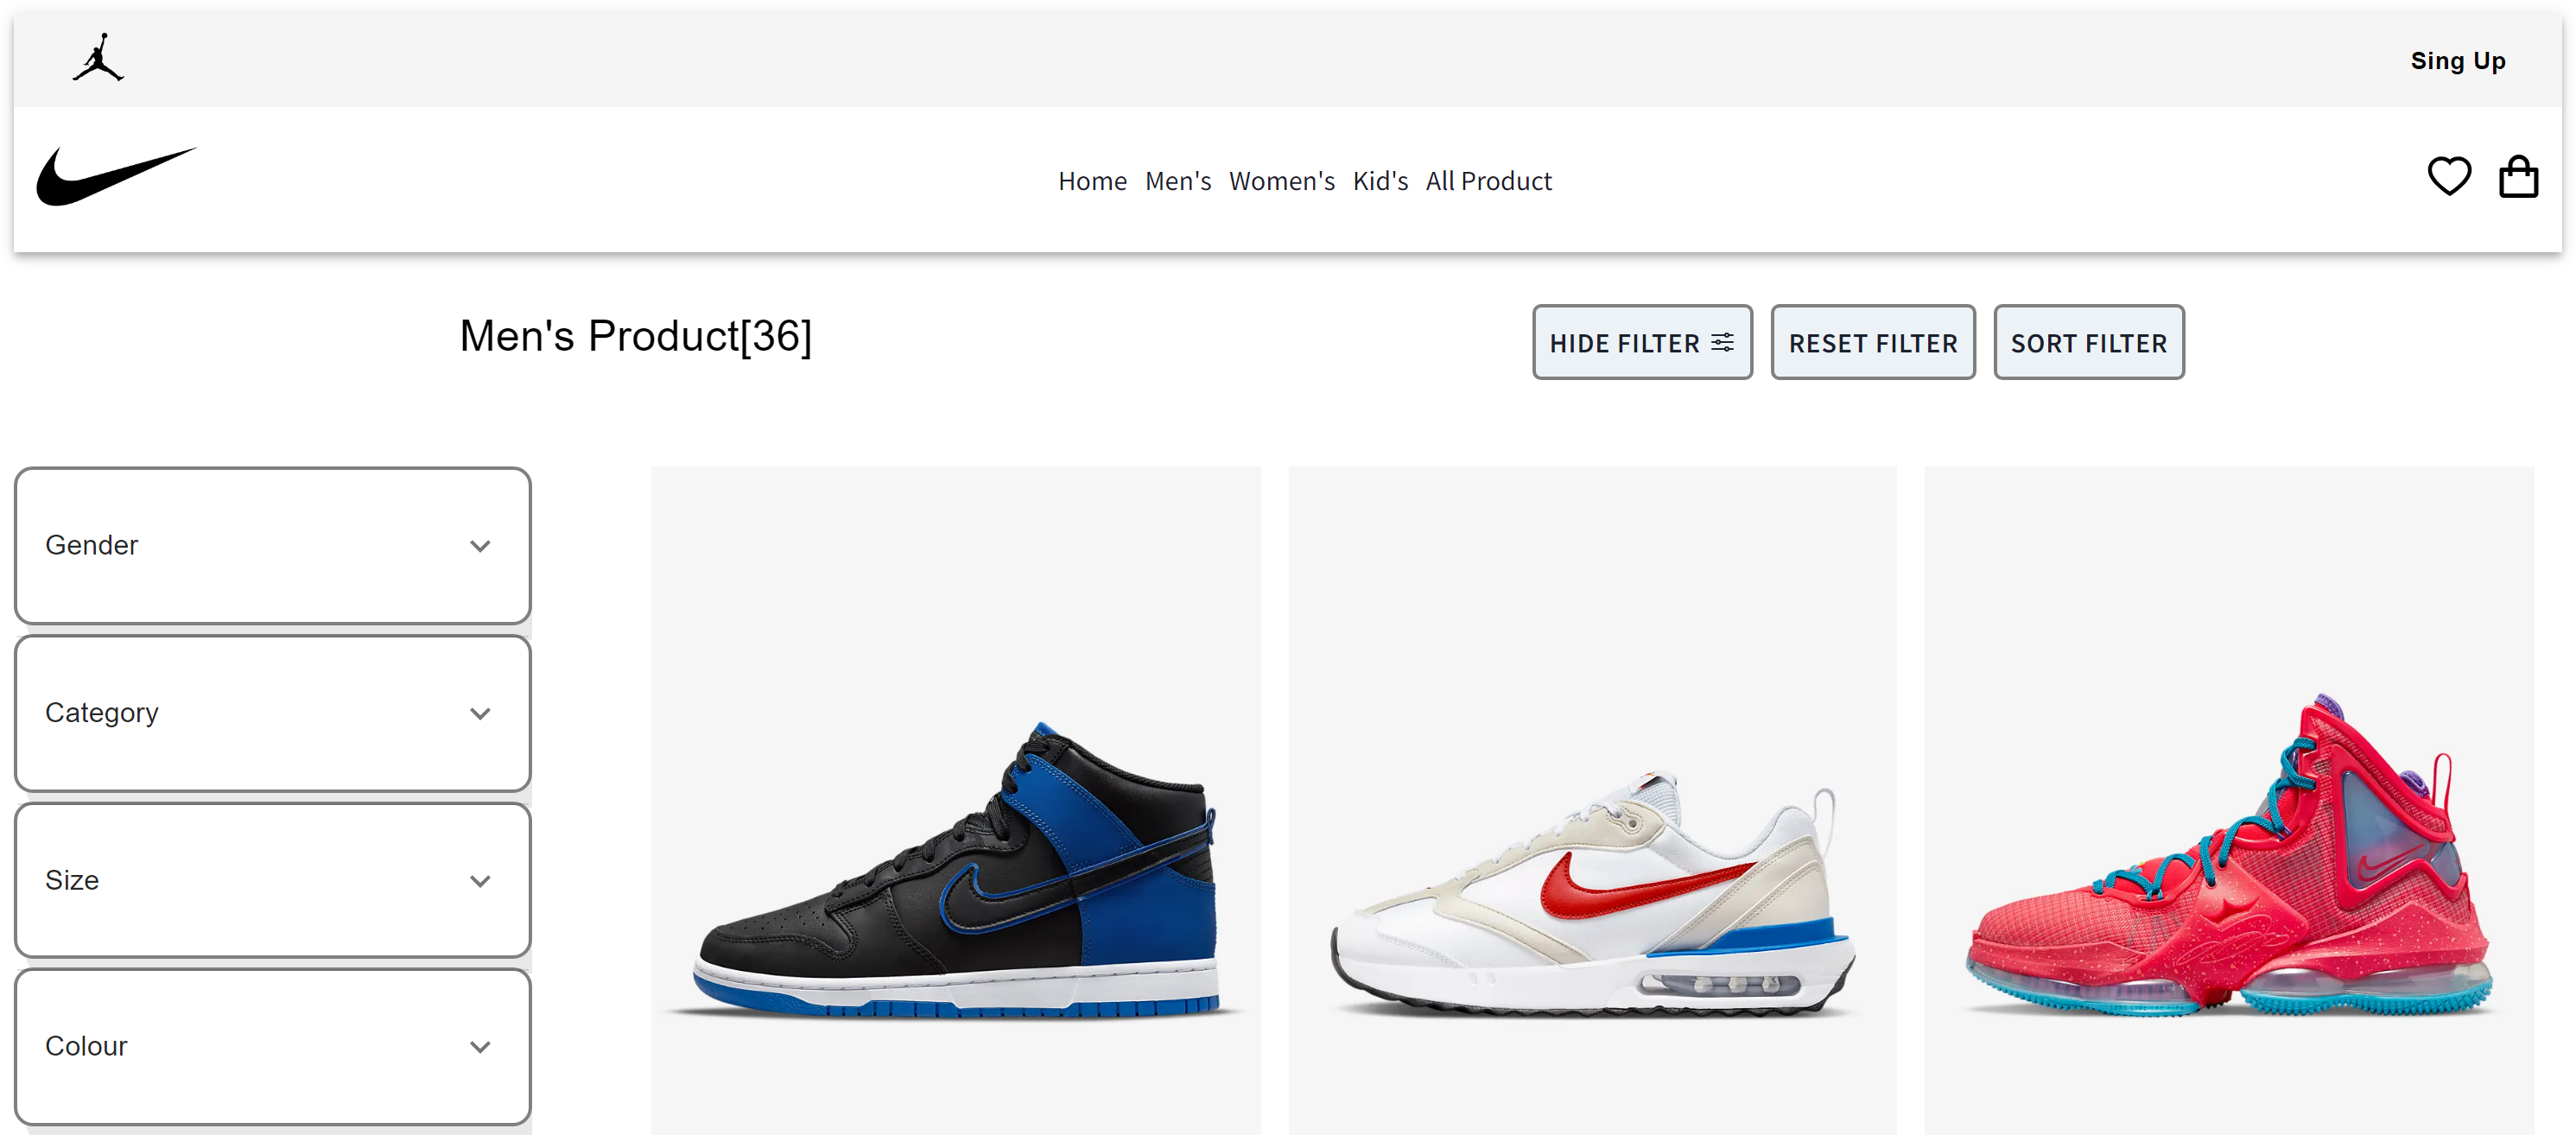 Sing Up
Home Men's Women's Kid's All Product
Men's Product[36]
HIDE FILTER
RESET FILTER
SORT FILTER
Gender
Category
Size
Colour